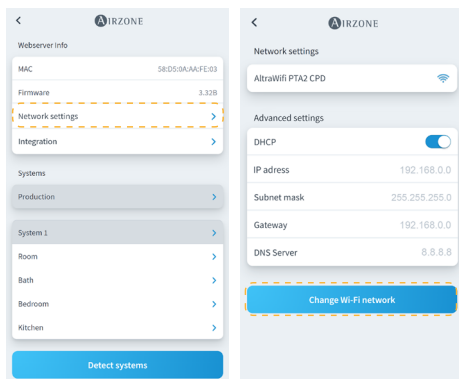 AIRZONE
Webserver Info
MAC 58:D5:0A:AA:FE:03
Firmware 3.32B
Network settings
Integration
Systems
Production
System 1
Room
Bath
Bedroom
Kitchen
Detect systems
AIRZONE
Network settings
AltraWifi PTA2 CPD
Advanced settings
DHCP
IP adress 192.168.0.0
Subnet mask 255.255.255.0
Gateway 192.168.0.0
DNS Server 8.8.8.8
Change Wi-Fi network